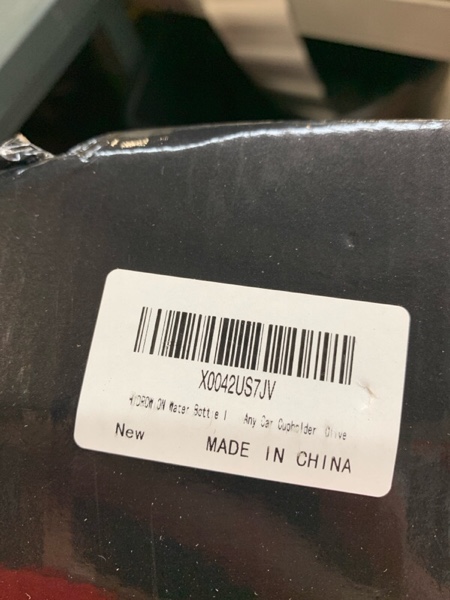 X0042US7JV
Water Bottle Any Car Cupholder Olive
New
MADE IN CHINA